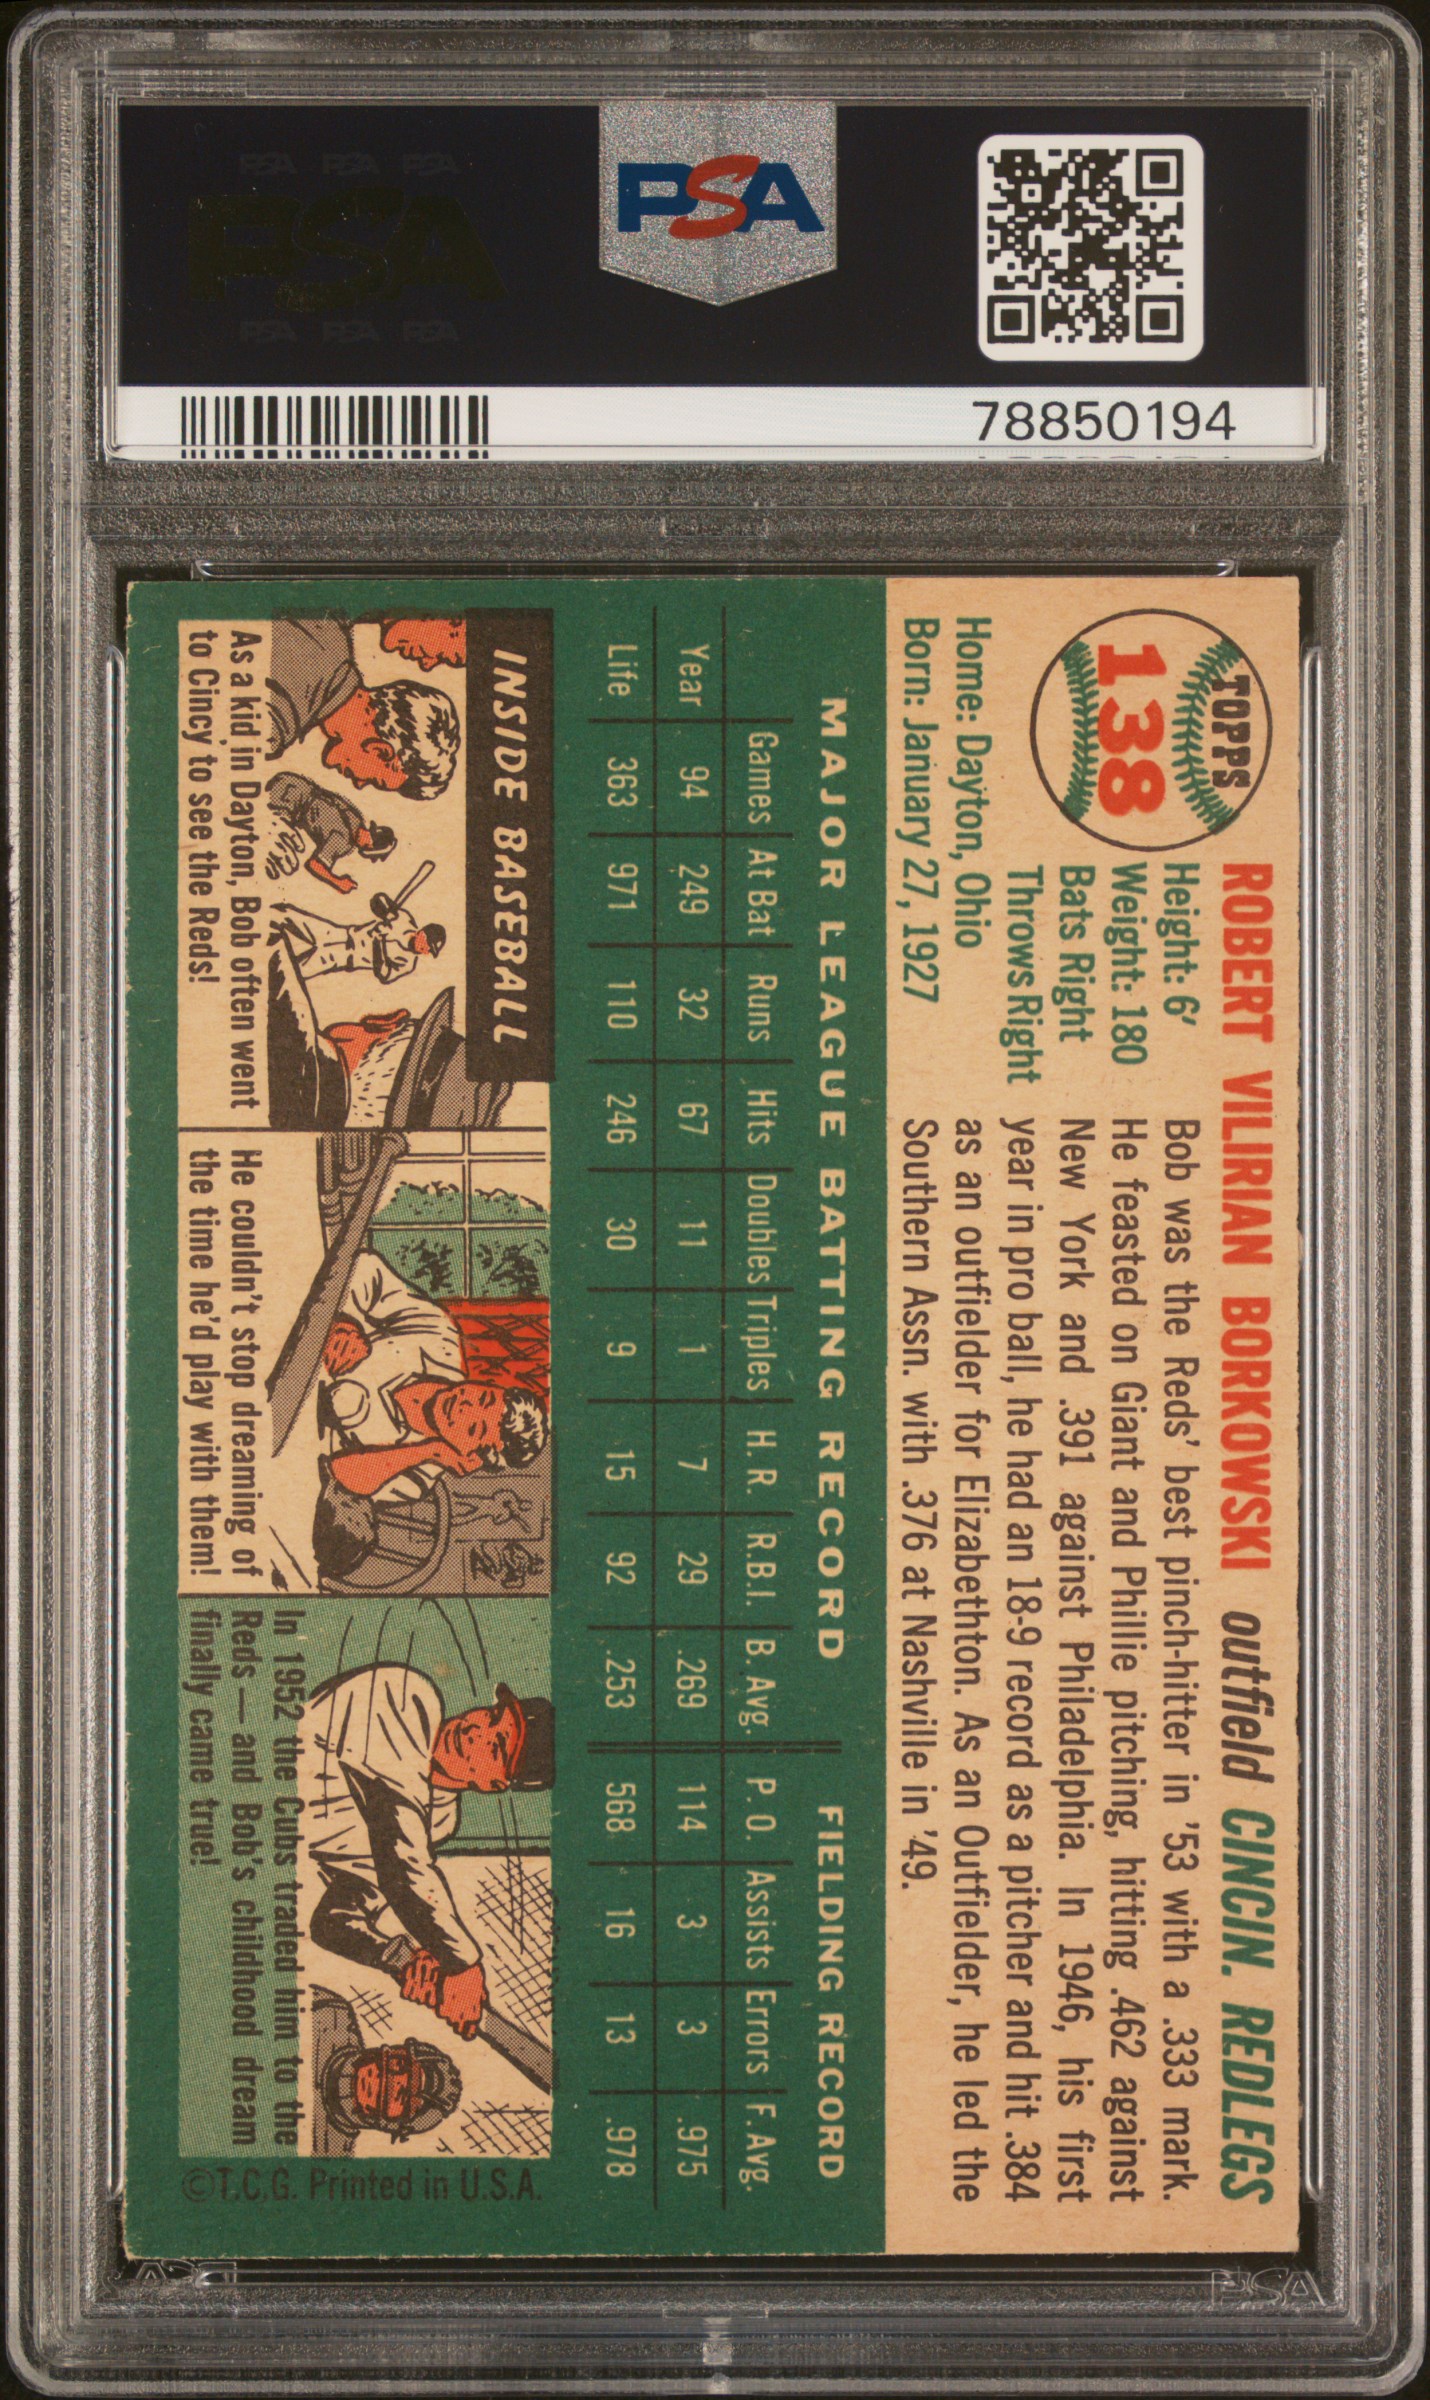 PSA PSA PSA
PSA
PSA PSA PSA
PSA
78850194
TOPPS
138
ROBERT VILIRIAN BORKOWSKI outfield CINCIN. REDLEGS
Height: 6'
Weight: 180
Bats Right
Throws Right
Home: Dayton, Ohio
Born: January 27, 1927
Bob was the Reds' best pinch-hitter in '53 with a .333 mark.
He feasted on Giant and Phillie pitching, hitting .462 against
New York and .391 against Philadelphia. In 1946, his first
year in pro ball, he had an 18-9 record as a pitcher and hit .384
as an outfielder for Elizabethton. As an Outfielder, he led the
Southern Assn. with .376 at Nashville in '49.
MAJOR LEAGUE BATTING RECORD FIELDING RECORD
Games At Bat Runs Hits Doubles Triples H. R. R.B.I. B. Avg. P. O. Assists Errors F. Avg.
Year 94 249 32 67 11 1 7 29 .269 114 3 3 .975
Life 363 971 110 246 30 9 15 92 .253 568 16 13 .978
INSIDE BASEBALL
As a kid in Dayton, Bob often went
to Cincy to see the Reds!
He couldn't stop dreaming of
the time he'd play with them!
In 1952 the Cubs traded him to the
Reds — and Bob's childhood dream
finally came true!
©T.C.G. Printed in U.S.A.
PSA
PSA